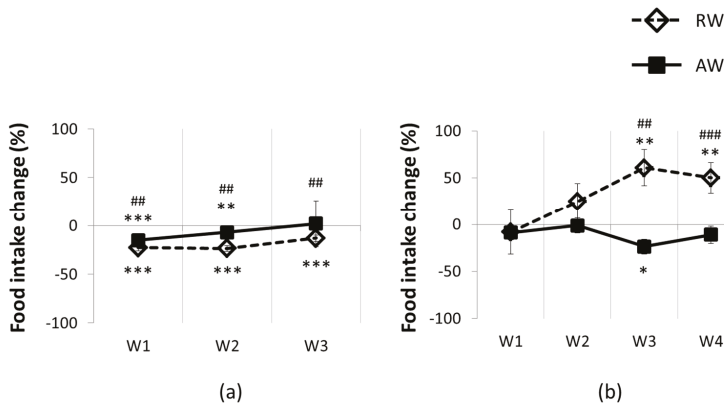 RW
AW
Food intake change (%)
100
50
0
-50
-100
##
***
##
**
##
***
***
***
W1
W2
W3
(a)
Food intake change (%)
100
50
0
-50
-100
##
**
###
**
*
W1
W2
W3
W4
(b)